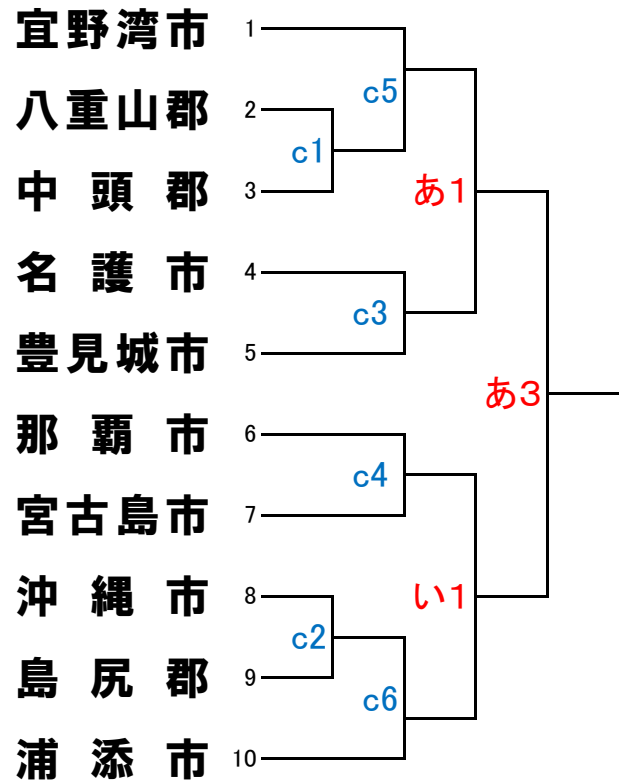 宜野湾市 1
c5
八重山郡 2
c1
中頭郡 3
あ1
名護市 4
c3
豊見城市 5
あ3
那覇市 6
c4
宮古島市 7
沖縄市 8
い1
c2
島尻郡 9
c6
浦添市 10